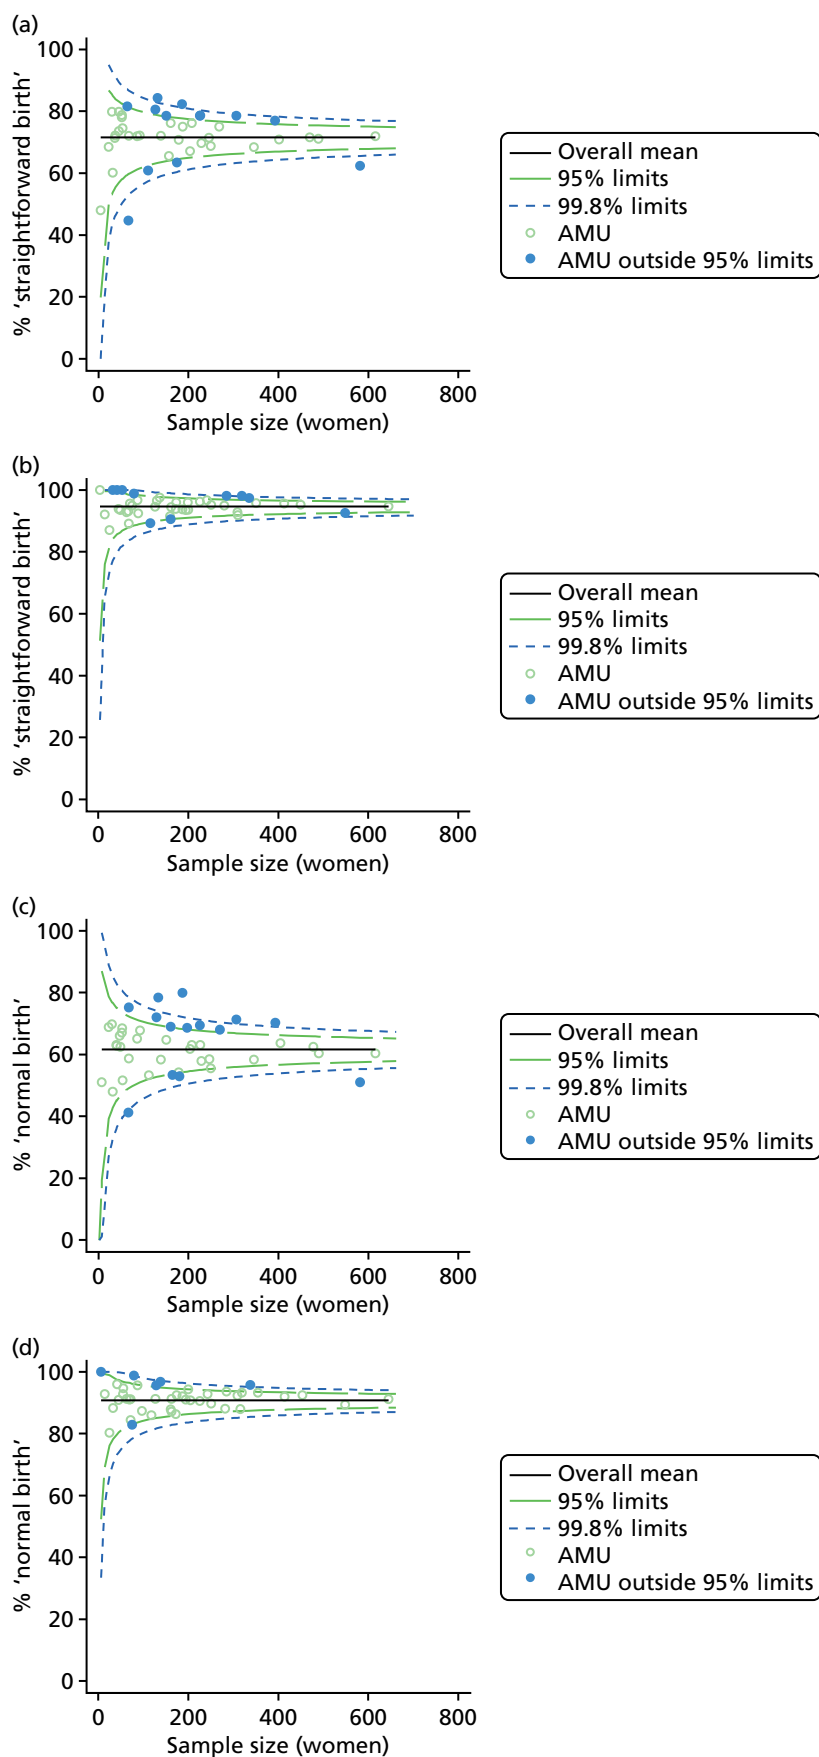 (a)
100
80
60
40
20
0
% ‘straightforward birth’
0 200 400 600 800
Sample size (women)
Overall mean
95% limits
99.8% limits
AMU
AMU outside 95% limits
(b)
100
80
60
40
20
0
% ‘straightforward birth’
0 200 400 600 800
Sample size (women)
Overall mean
95% limits
99.8% limits
AMU
AMU outside 95% limits
(c)
100
80
60
40
20
0
% ‘normal birth’
0 200 400 600 800
Sample size (women)
Overall mean
95% limits
99.8% limits
AMU
AMU outside 95% limits
(d)
100
80
60
40
20
0
% ‘normal birth’
0 200 400 600 800
Sample size (women)
Overall mean
95% limits
99.8% limits
AMU
AMU outside 95% limits